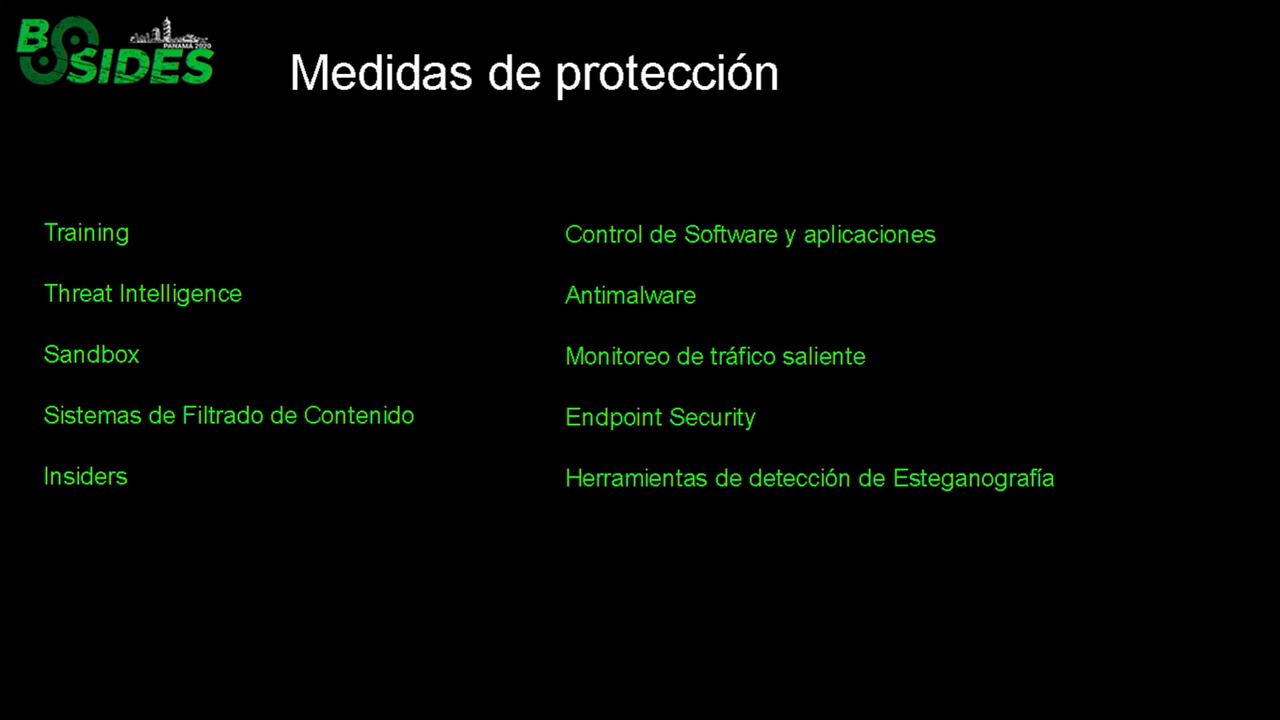 B SIDES
PANAMÁ 2020
Medidas de protección
Training
Threat Intelligence
Sandbox
Sistemas de Filtrado de Contenido
Insiders
Control de Software y aplicaciones
Antimalware
Monitoreo de tráfico saliente
Endpoint Security
Herramientas de detección de Esteganografía